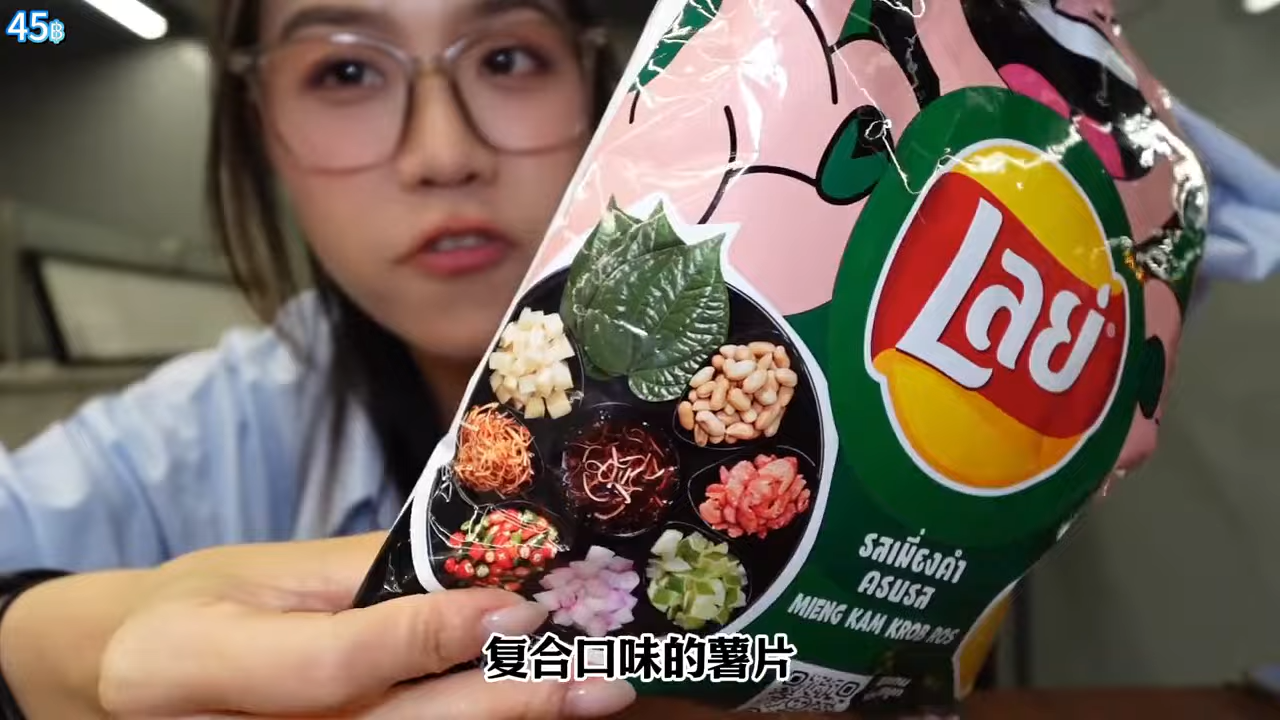 45฿
เลย์
รสเมี่ยงคำ
ครบรส
MIENG KAM KROB ROS
复合口味的薯片